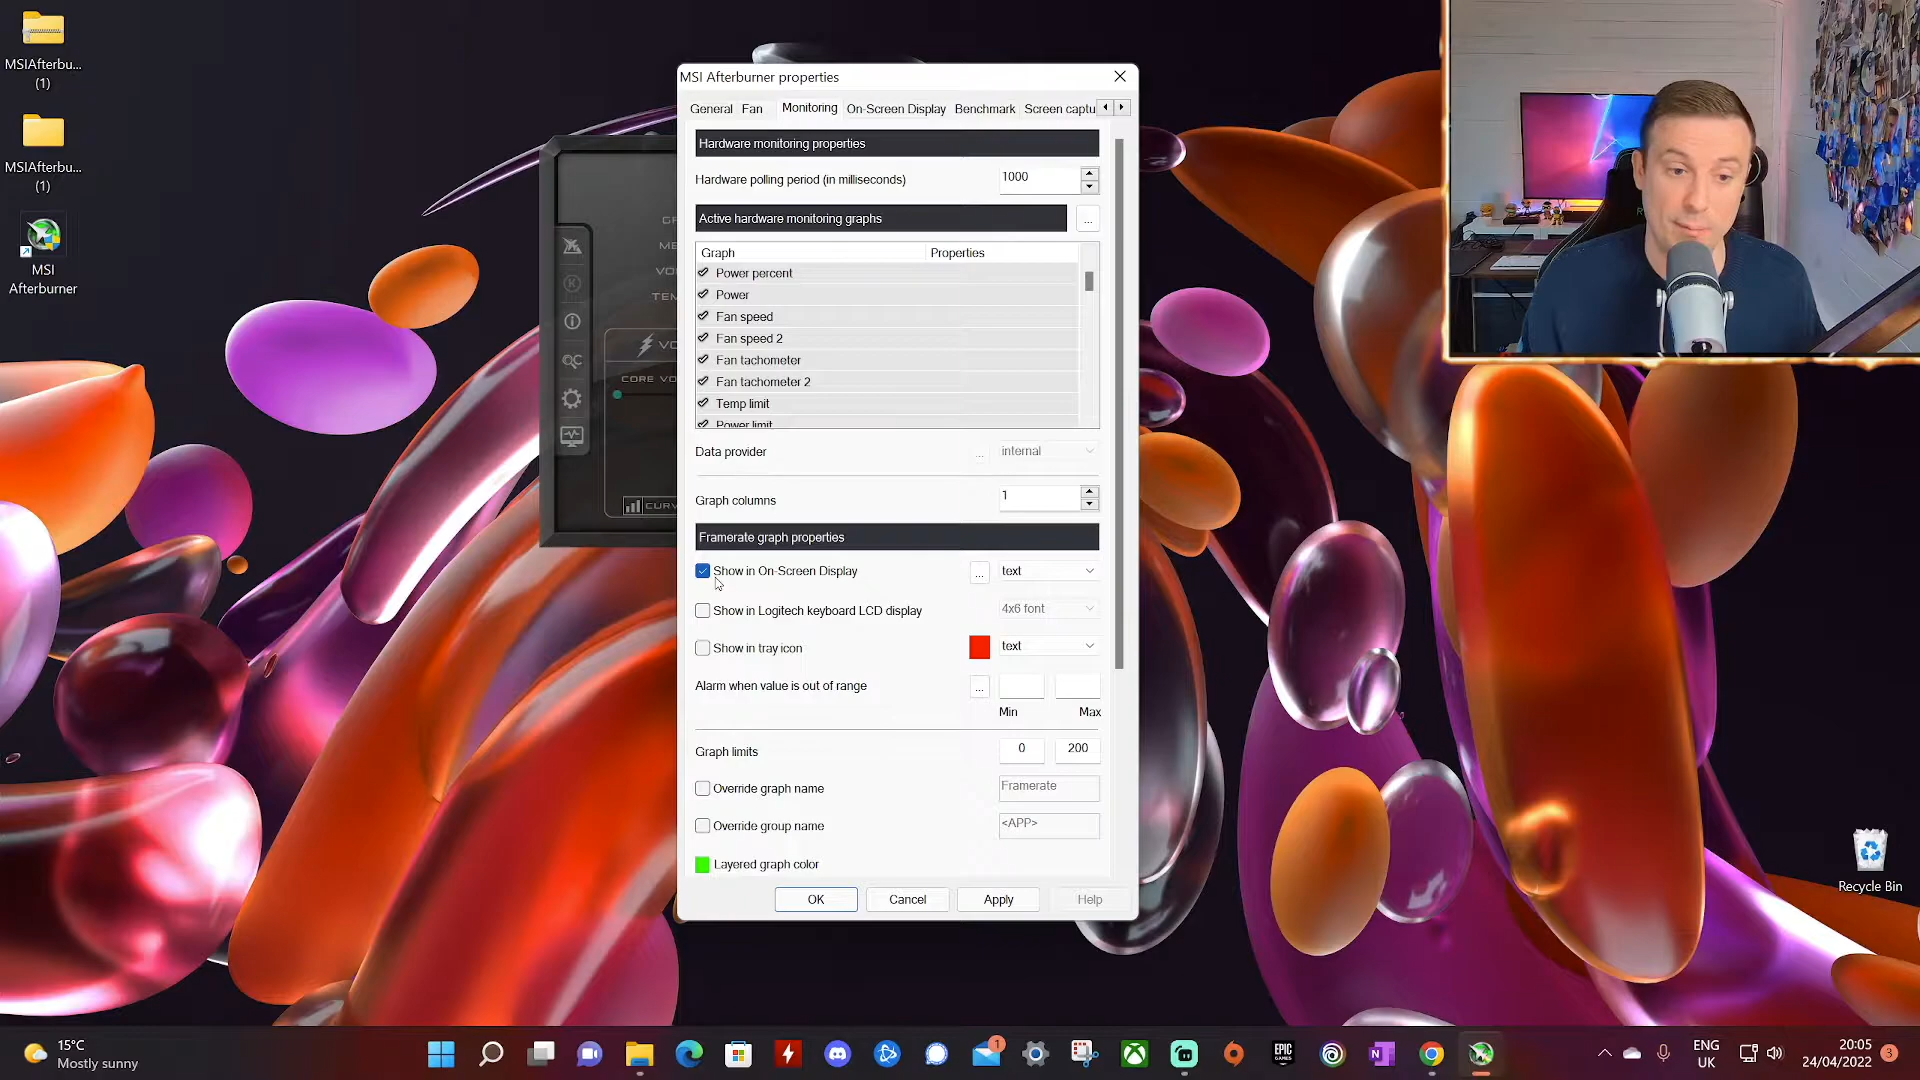 MSIAfterbu...
(1)
MSIAfterbu...
(1)
MSI
Afterburner
MSI Afterburner properties
General Fan Monitoring On-Screen Display Benchmark Screen captu
Hardware monitoring properties
Hardware polling period (in milliseconds) 1000
Active hardware monitoring graphs ...
Graph Properties
Power percent
Power
Fan speed
Fan speed 2
Fan tachometer
Fan tachometer 2
Temp limit
Power limit
Data provider ... internal
Graph columns 1
Framerate graph properties
Show in On-Screen Display ... text
Show in Logitech keyboard LCD display 4x6 font
Show in tray icon text
Alarm when value is out of range ...
Min Max
Graph limits 0 200
Override graph name Framerate
Override group name <APP>
Layered graph color
OK Cancel Apply Help
CORE VO
CURV
Recycle Bin
15°C
Mostly sunny
1
EPIC
GAMES
ENG
UK
20:05
24/04/2022
3